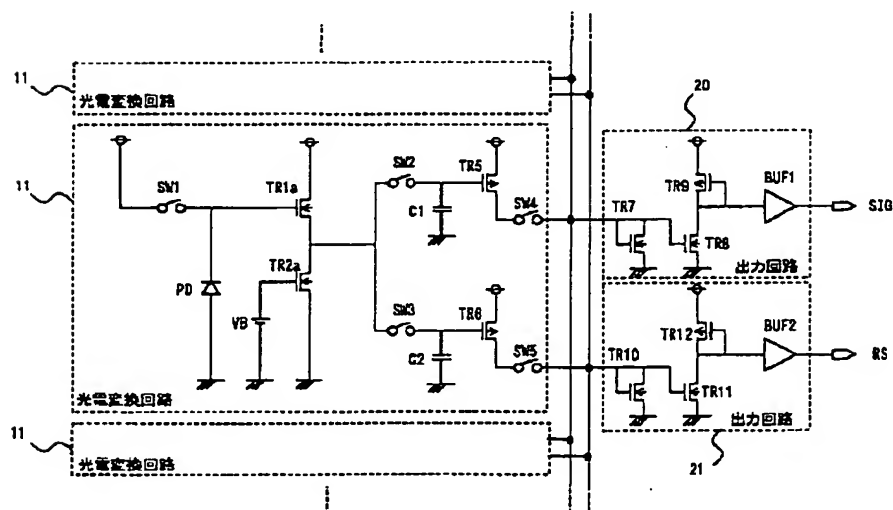 11
光電変換回路
11
SW1
TR1a
SW2
TR5
C1
SW4
TR2a
PD
VB
SW3
TR6
C2
SW5
光電変換回路
11
光電変換回路
20
TR9
BUF1
SIG
TR7
TR8
出力回路
TR12
BUF2
RS
TR10
TR11
出力回路
21